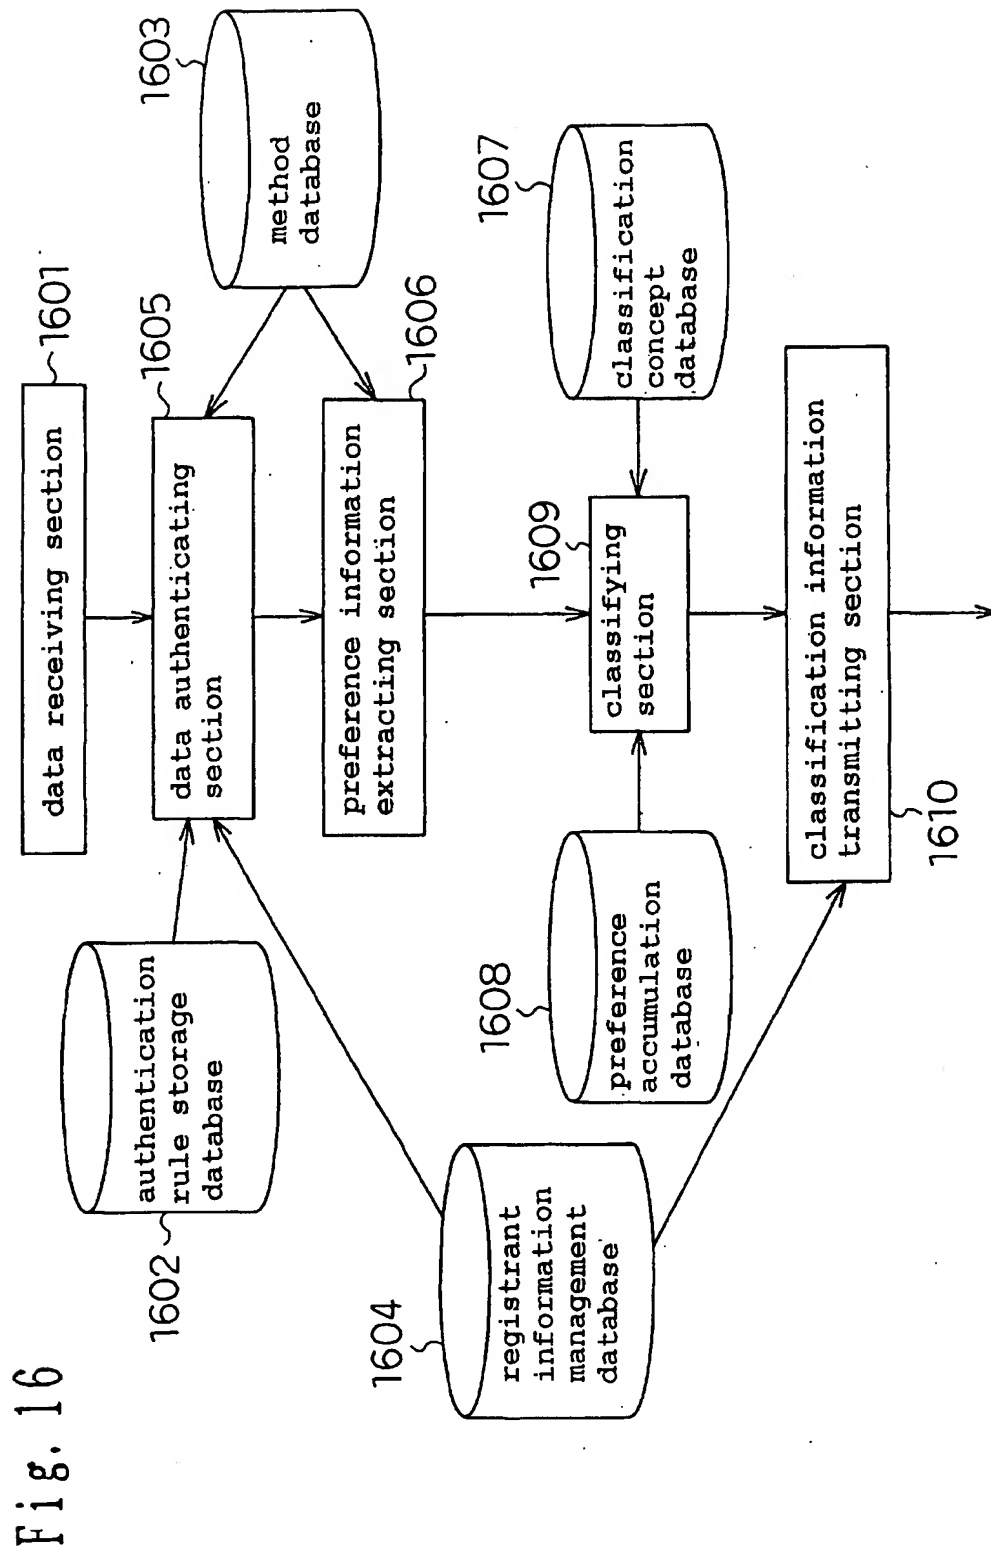 Fig. 16
1601
data receiving section
1605
data authenticating
section
1602
authentication
rule storage
database
1603
method
database
1606
preference information
extracting section
1604
registrant
information
management
database
1607
classification
concept
database
1608
preference
accumulation
database
1609
classifying
section
classification information
transmitting section
1610